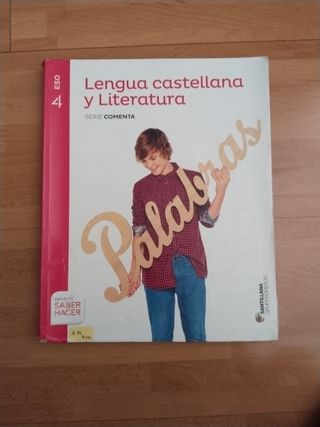 4 ESO
Lengua castellana
y Literatura
SERIE COMENTA
Palabras
PROYECTO
SABER
HACER
SANTILLANA